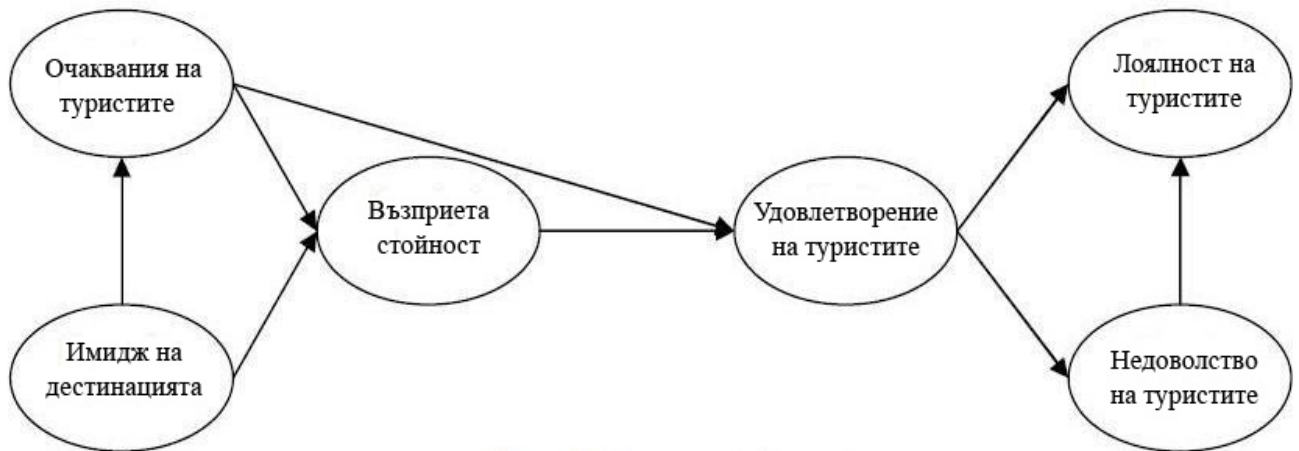 Очаквания на
туристите
Възприета
стойност
Имидж на
дестинацията
Удовлетворение
на туристите
Лоялност на
туристите
Недоволство
на туристите